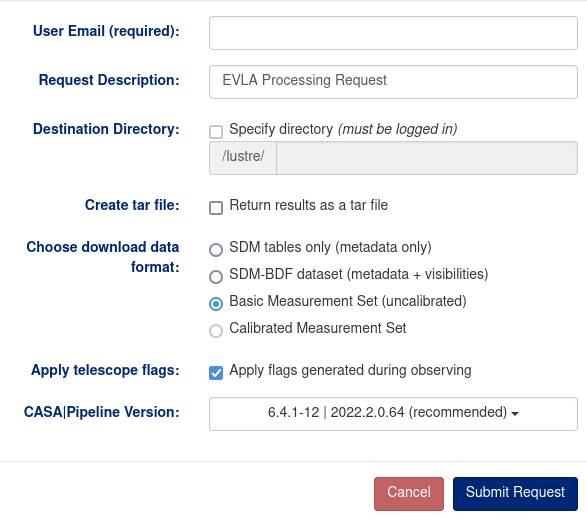 User Email (required):
Request Description: EVLA Processing Request
Destination Directory: Specify directory (must be logged in)
/lustre/
Create tar file: Return results as a tar file
Choose download data format:
SDM tables only (metadata only)
SDM-BDF dataset (metadata + visibilities)
Basic Measurement Set (uncalibrated)
Calibrated Measurement Set
Apply telescope flags: Apply flags generated during observing
CASA|Pipeline Version: 6.4.1-12 | 2022.2.0.64 (recommended)
Cancel Submit Request